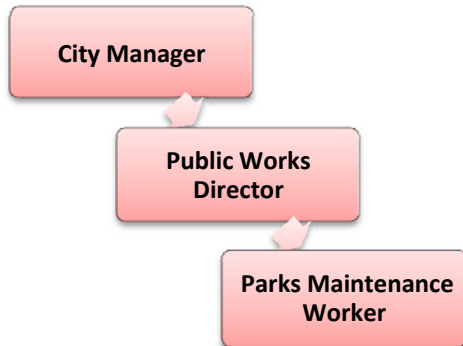 City Manager
Public Works
Director
Parks Maintenance
Worker